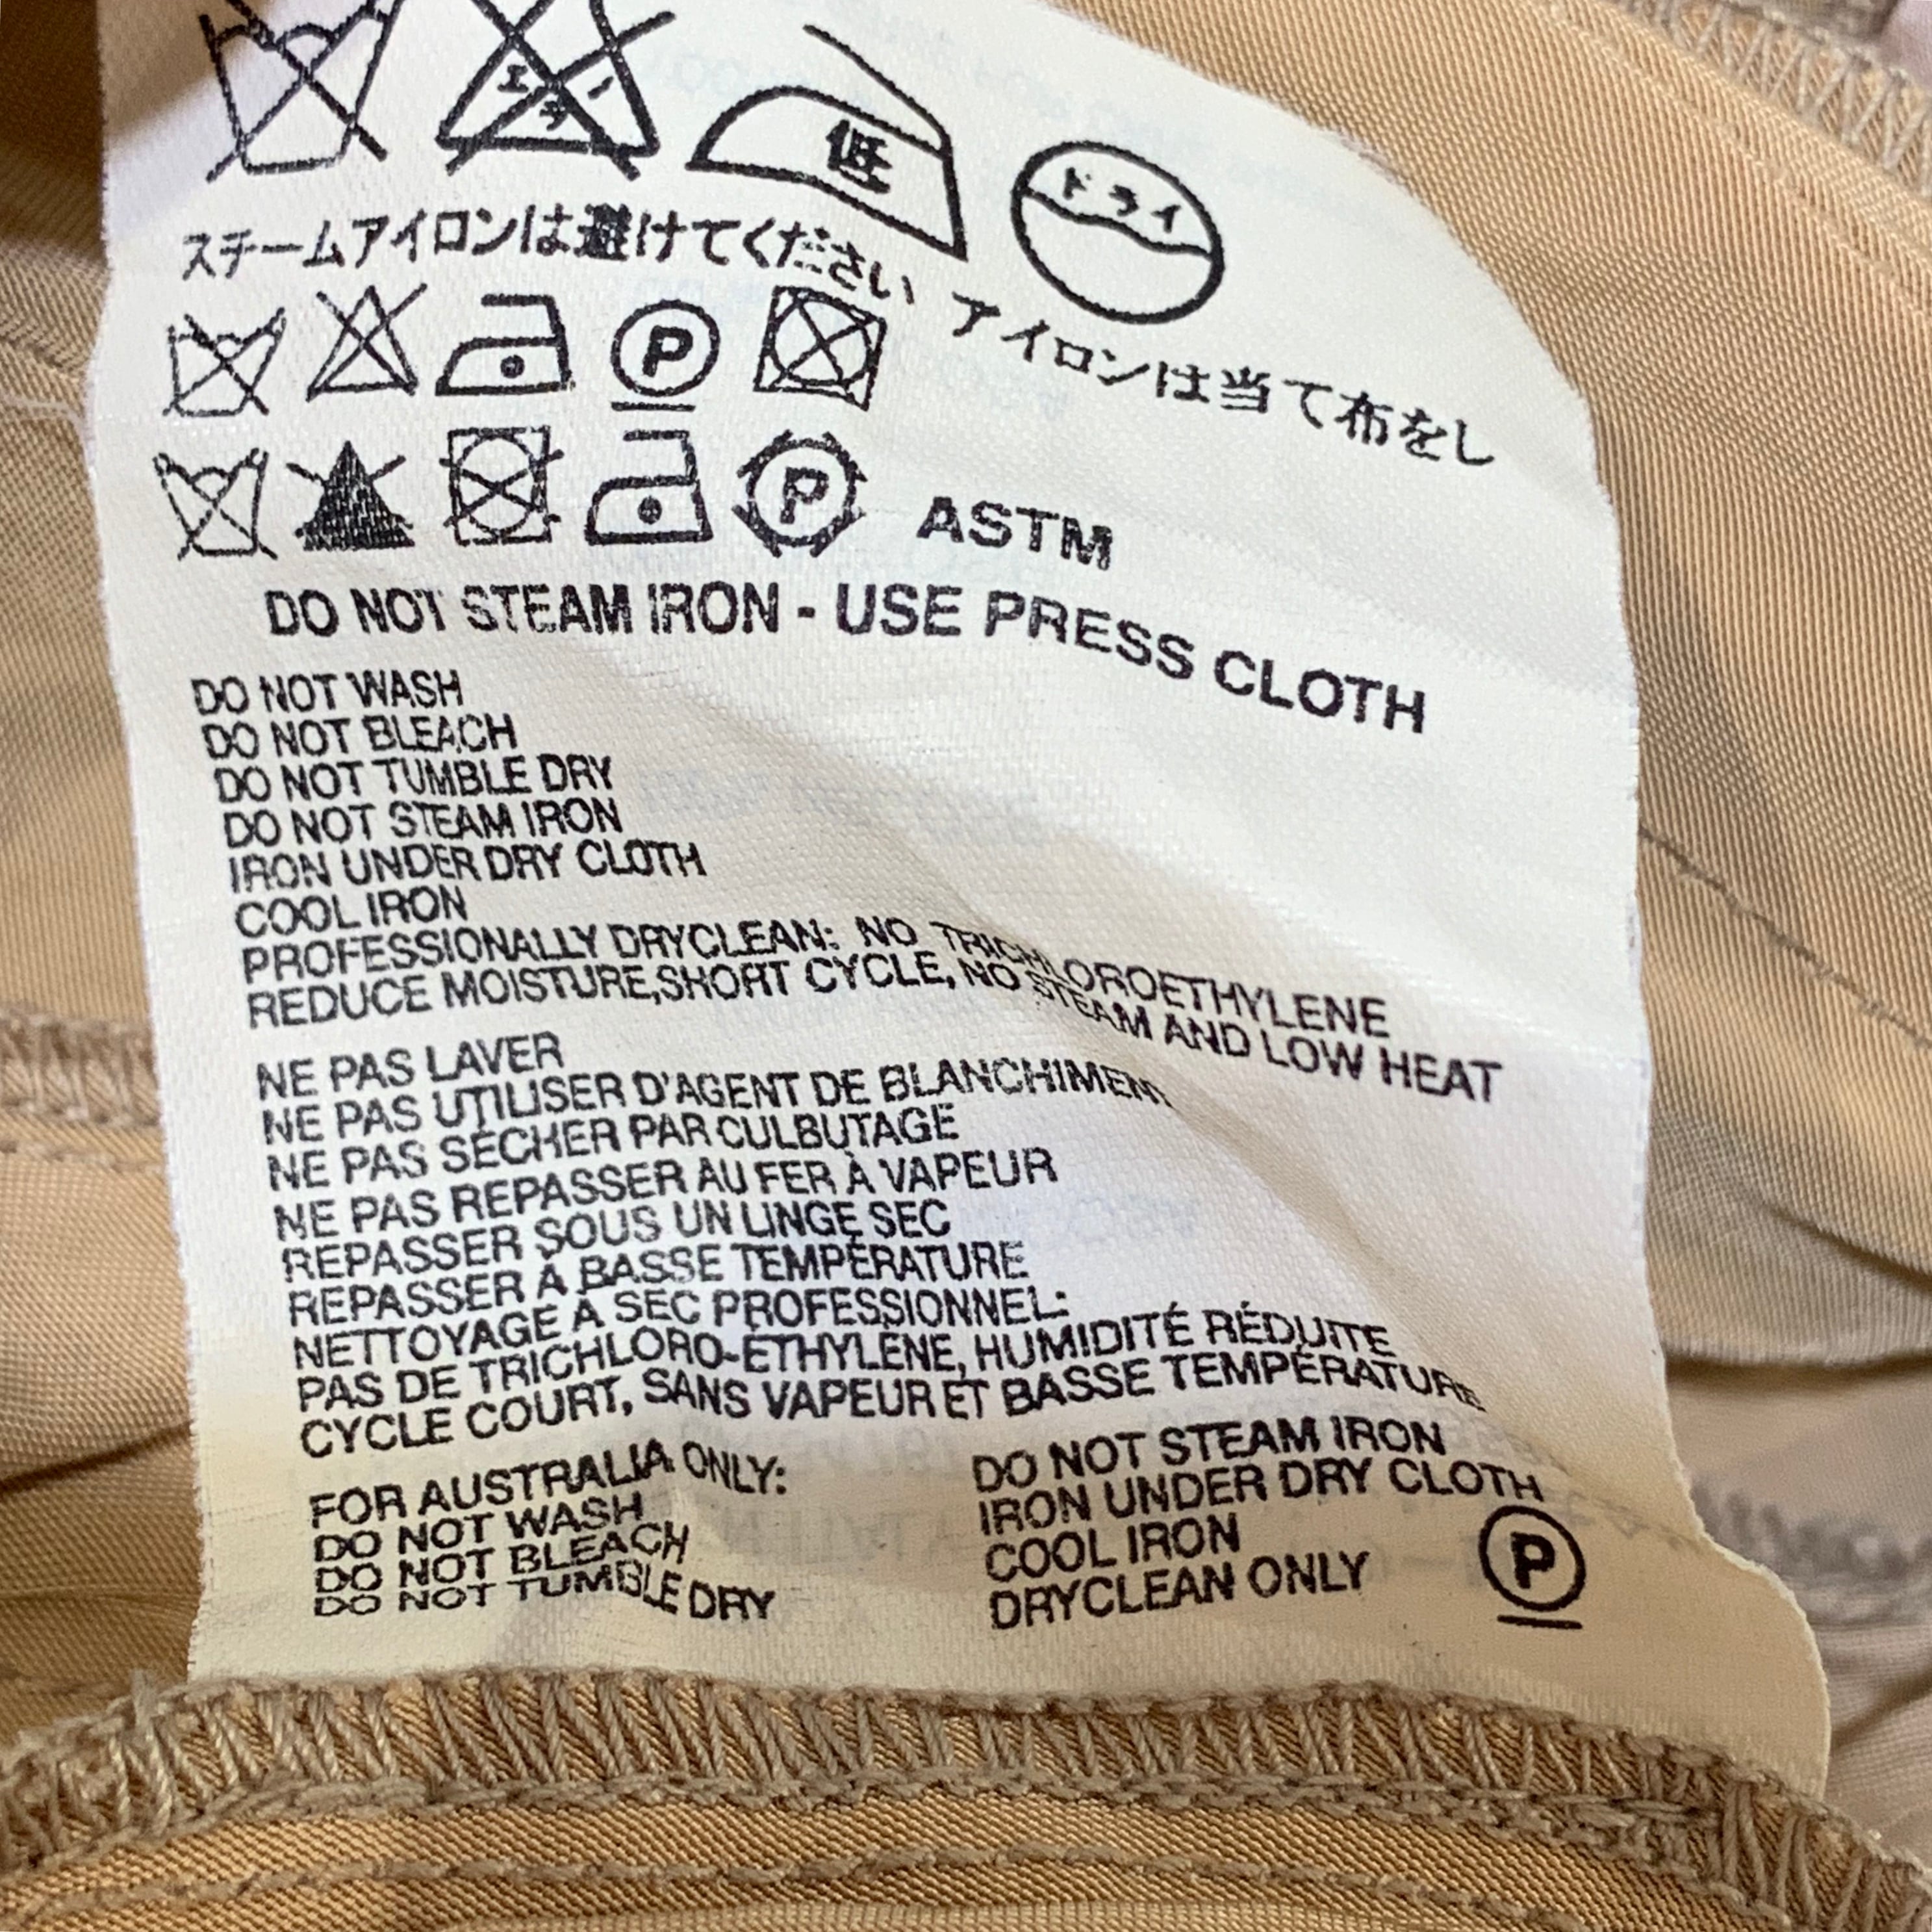 エンソ
低
ドライ
スチームアイロンは避けてください アイロンは当て布をし
P
P
ASTM
DO NOT STEAM IRON - USE PRESS CLOTH
DO NOT WASH
DO NOT BLEACH
DO NOT TUMBLE DRY
DO NOT STEAM IRON
IRON UNDER DRY CLOTH
COOL IRON
PROFESSIONALLY DRYCLEAN: NO TRICHLOROETHYLENE
REDUCE MOISTURE,SHORT CYCLE, NO STEAM AND LOW HEAT
NE PAS LAVER
NE PAS UTILISER D'AGENT DE BLANCHIMENT
NE PAS SÉCHER PAR CULBUTAGE
NE PAS REPASSER AU FER À VAPEUR
REPASSER SOUS UN LINGE SEC
REPASSER À BASSE TEMPÉRATURE
NETTOYAGE À SEC PROFESSIONNEL:
PAS DE TRICHLORO-ÉTHYLÈNE, HUMIDITÉ RÉDUITE
CYCLE COURT, SANS VAPEUR ET BASSE TEMPÉRATURE
FOR AUSTRALIA ONLY:
DO NOT WASH
DO NOT BLEACH
DO NOT TUMBLE DRY
DO NOT STEAM IRON
IRON UNDER DRY CLOTH
COOL IRON
DRYCLEAN ONLY
P